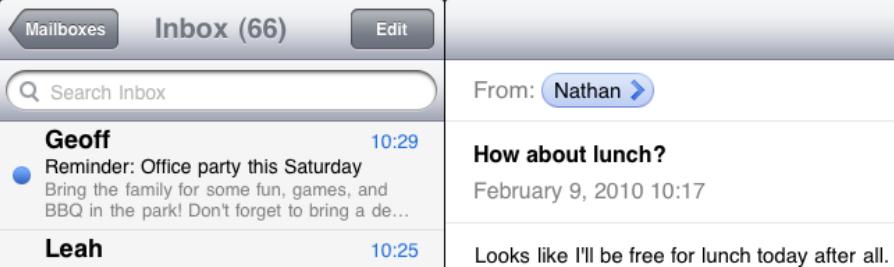 Mailboxes
Inbox (66)
Edit
Search Inbox
Geoff 10:29
Reminder: Office party this Saturday
Bring the family for some fun, games, and
BBQ in the park! Don't forget to bring a de...
Leah 10:25
From: Nathan
How about lunch?
February 9, 2010 10:17
Looks like I'll be free for lunch today after all.